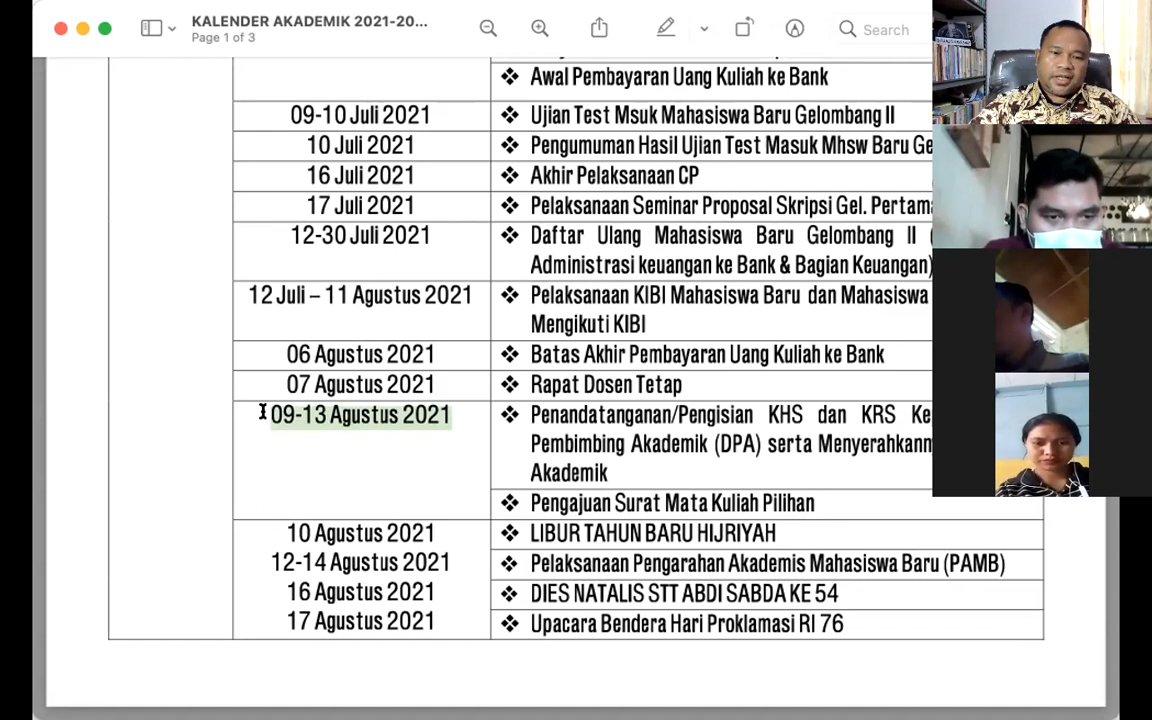 KALENDER AKADEMIK 2021-20...
Page 1 of 3
Search
Awal Pembayaran Uang Kuliah ke Bank
09-10 Juli 2021 ❖ Ujian Test Msuk Mahasiswa Baru Gelombang II
10 Juli 2021 ❖ Pengumuman Hasil Ujian Test Masuk Mhsw Baru Ge
16 Juli 2021 ❖ Akhir Pelaksanaan CP
17 Juli 2021 ❖ Pelaksanaan Seminar Proposal Skripsi Gel. Pertama
12-30 Juli 2021 ❖ Daftar Ulang Mahasiswa Baru Gelombang II (
Administrasi keuangan ke Bank & Bagian Keuangan)
12 Juli – 11 Agustus 2021 ❖ Pelaksanaan KIBI Mahasiswa Baru dan Mahasiswa
Mengikuti KIBI
06 Agustus 2021 ❖ Batas Akhir Pembayaran Uang Kuliah ke Bank
07 Agustus 2021 ❖ Rapat Dosen Tetap
09-13 Agustus 2021 ❖ Penandatanganan/Pengisian KHS dan KRS Ke
Pembimbing Akademik (DPA) serta Menyerahkann
Akademik
❖ Pengajuan Surat Mata Kuliah Pilihan
10 Agustus 2021 ❖ LIBUR TAHUN BARU HIJRIYAH
12-14 Agustus 2021 ❖ Pelaksanaan Pengarahan Akademis Mahasiswa Baru (PAMB)
16 Agustus 2021 ❖ DIES NATALIS STT ABDI SABDA KE 54
17 Agustus 2021 ❖ Upacara Bendera Hari Proklamasi RI 76